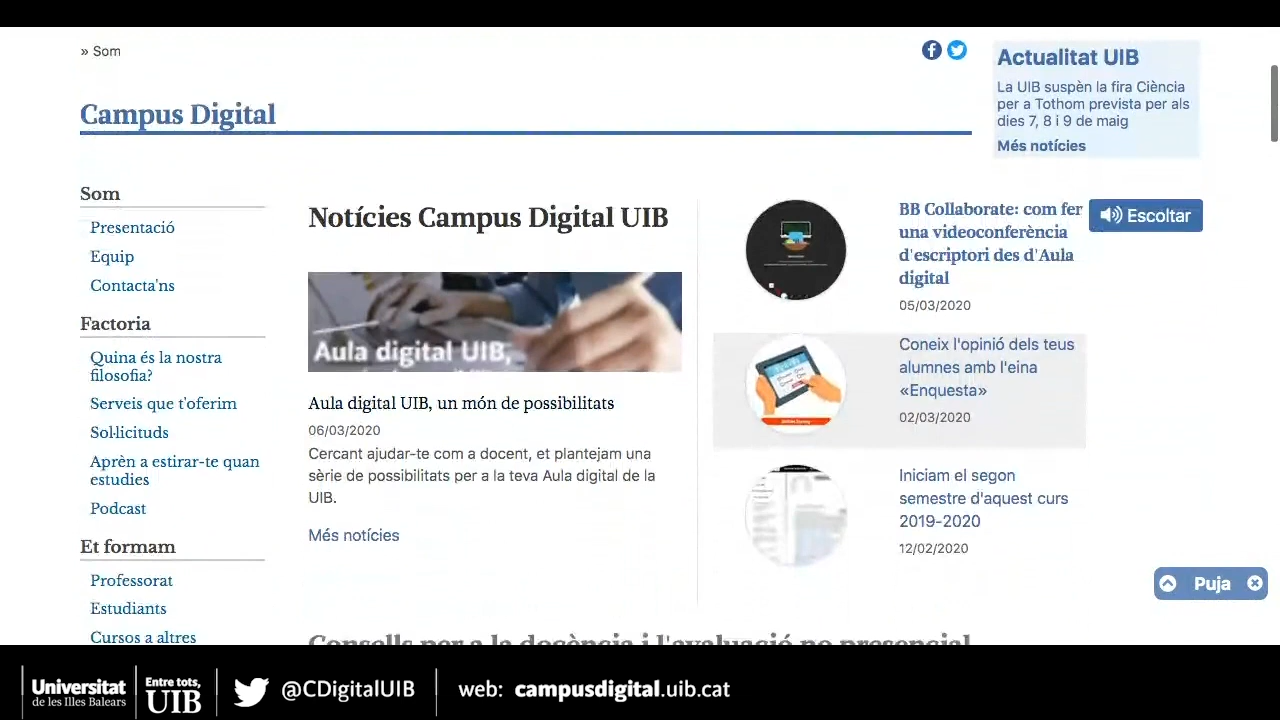 » Som
Actualitat UIB
La UIB suspèn la fira Ciència
per a Tothom prevista per als
dies 7, 8 i 9 de maig
Més notícies
Campus Digital
Som
Presentació
Equip
Contacta'ns
Factoria
Quina és la nostra
filosofia?
Serveis que t'oferim
Sol·licituds
Aprèn a estirar-te quan
estudies
Podcast
Et formam
Professorat
Estudiants
Cursos a altres
Notícies Campus Digital UIB
Aula digital UIB,
Aula digital UIB, un món de possibilitats
06/03/2020
Cercant ajudar-te com a docent, et plantejam una
sèrie de possibilitats per a la teva Aula digital de la
UIB.
Més notícies
BB Collaborate: com fer
una videoconferència
d'escriptori des d'Aula
digital
05/03/2020
Escoltar
Coneix l'opinió dels teus
alumnes amb l'eina
«Enquesta»
02/03/2020
Iniciam el segon
semestre d'aquest curs
2019-2020
12/02/2020
Puja
Consells per a la docència i l'avaluació no presencial
Universitat
de les Illes Balears
Entre tots,
UIB
@CDigitalUIB
web: campusdigital.uib.cat